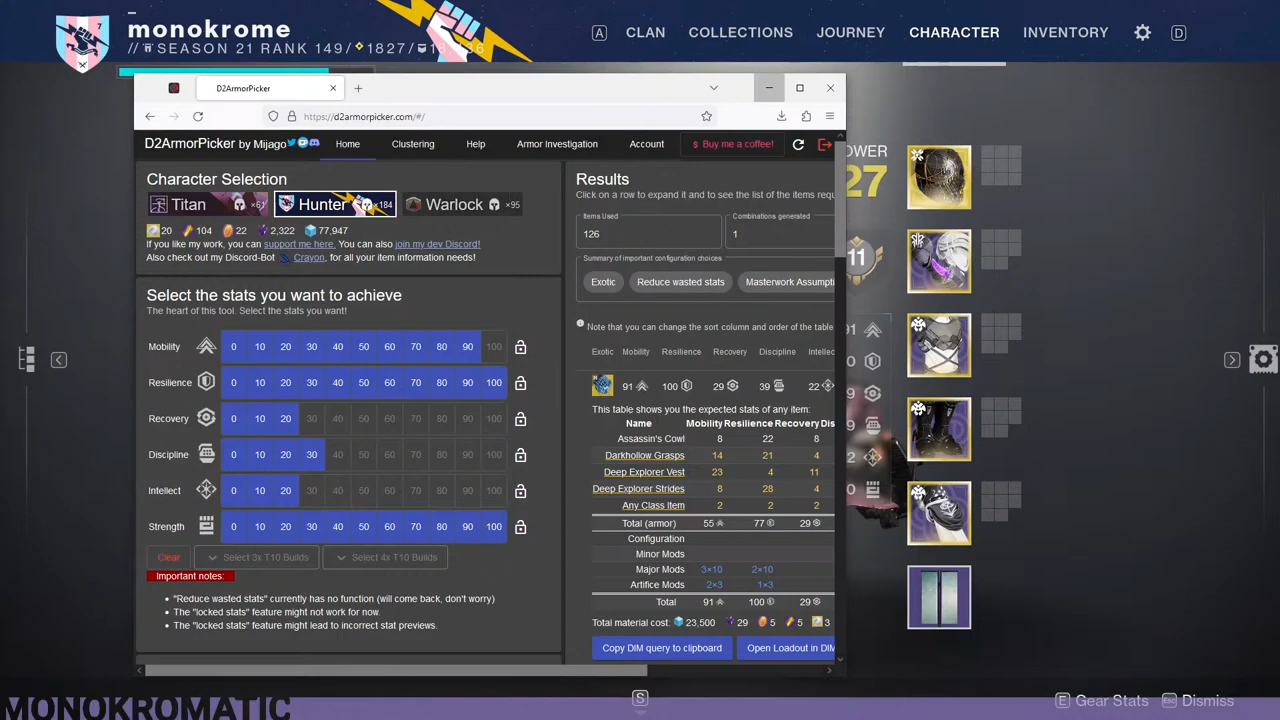 monokrome
// SEASON 21 RANK 149/ 1827/
7
A CLAN COLLECTIONS JOURNEY CHARACTER INVENTORY D
D2ArmorPicker
https://d2armorpicker.com/#/
D2ArmorPicker by Mijago Home Clustering Help Armor Investigation Account $ Buy me a coffee!
Character Selection
Titan ×61 Hunter ×184 Warlock ×95
20 104 22 2,322 77,947
If you like my work, you can support me here. You can also join my dev Discord!
Also check out my Discord-Bot Crayon, for all your item information needs!
Select the stats you want to achieve
The heart of this tool. Select the stats you want!
Mobility 0 10 20 30 40 50 60 70 80 90 100
Resilience 0 10 20 30 40 50 60 70 80 90 100
Recovery 0 10 20 30 40 50 60 70 80 90 100
Discipline 0 10 20 30 40 50 60 70 80 90 100
Intellect 0 10 20 30 40 50 60 70 80 90 100
Strength 0 10 20 30 40 50 60 70 80 90 100
Clear Select 3x T10 Builds Select 4x T10 Builds
Important notes:
• "Reduce wasted stats" currently has no function (will come back, don't worry)
• The "locked stats" feature might not work for now.
• The "locked stats" feature might lead to incorrect stat previews.
Results
Click on a row to expand it and to see the list of the items requ
Items Used Combinations generated
126 1
Summary of important configuration choices
Exotic Reduce wasted stats Masterwork Assumpti
Note that you can change the sort column and order of the table
Exotic Mobility Resilience Recovery Discipline Intellec
91 100 29 39 22
This table shows you the expected stats of any item:
Name Mobility Resilience Recovery Dis
Assassin's Cowl 8 22 8
Darkhollow Grasps 14 21 4
Deep Explorer Vest 23 4 11
Deep Explorer Strides 8 28 4
Any Class Item 2 2 2
Total (armor) 55 77 29
Configuration
Minor Mods
Major Mods 3×10 2×10
Artifice Mods 2×3 1×3
Total 91 100 29
Total material cost: 23,500 29 5 5 3
Copy DIM query to clipboard Open Loadout in DIM
OWER
27
11
91
0
9
9
2
0
S
MONOKROMATIC
E Gear Stats Esc Dismiss